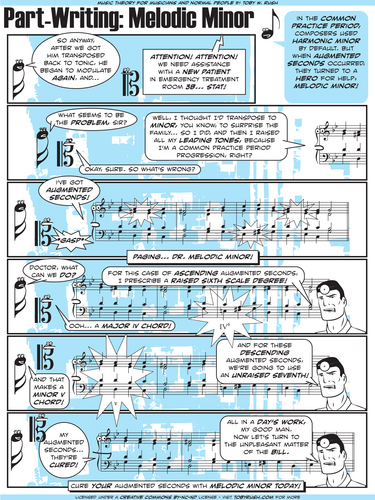 MUSIC THEORY FOR MUSICIANS AND NORMAL PEOPLE BY TOBY W. RUSH
Part-Writing: Melodic Minor
SO ANYWAY,
AFTER WE GOT
HIM TRANSPOSED
BACK TO TONIC, HE
BEGAN TO MODULATE
AGAIN, AND...
ATTENTION! ATTENTION!
WE NEED ASSISTANCE
WITH A NEW PATIENT
IN EMERGENCY TREATMENT
ROOM 3B... STAT!
IN THE COMMON
PRACTICE PERIOD,
COMPOSERS USED
HARMONIC MINOR
BY DEFAULT, BUT
WHEN AUGMENTED
SECONDS OCCURRED,
THEY TURNED TO A
HERO FOR HELP:
MELODIC MINOR!
WHAT SEEMS TO BE
THE PROBLEM, SIR?
WELL, I THOUGHT I'D TRANSPOSE TO
MINOR, YOU KNOW, TO SURPRISE THE
FAMILY... SO I DID, AND THEN I RAISED
ALL MY LEADING TONES, BECAUSE
I'M A COMMON PRACTICE PERIOD
PROGRESSION, RIGHT?
OKAY, SURE, SO WHAT'S WRONG?
I'VE GOT
AUGMENTED
SECONDS!
*GASP*
PAGING... DR. MELODIC MINOR!
DOCTOR, WHAT
CAN WE DO?
FOR THIS CASE OF ASCENDING AUGMENTED SECONDS,
I PRESCRIBE A RAISED SIXTH SCALE DEGREE!
OOH... A MAJOR IV CHORD!
IV⁶
AND FOR THESE
DESCENDING
AUGMENTED SECONDS,
WE'RE GOING TO USE
AN UNRAISED SEVENTH!
AND THAT
MAKES A
MINOR V
CHORD!
MY
AUGMENTED
SECONDS...
THEY'RE
CURED!
ALL IN A DAY'S WORK,
MY GOOD MAN.
NOW LET'S TURN TO
THE UNPLEASANT MATTER
OF THE BILL.
CURE YOUR AUGMENTED SECONDS WITH MELODIC MINOR TODAY!
LICENSED UNDER A CREATIVE COMMONS BY-NC-ND LICENSE - VISIT TOBYRUSH.COM FOR MORE